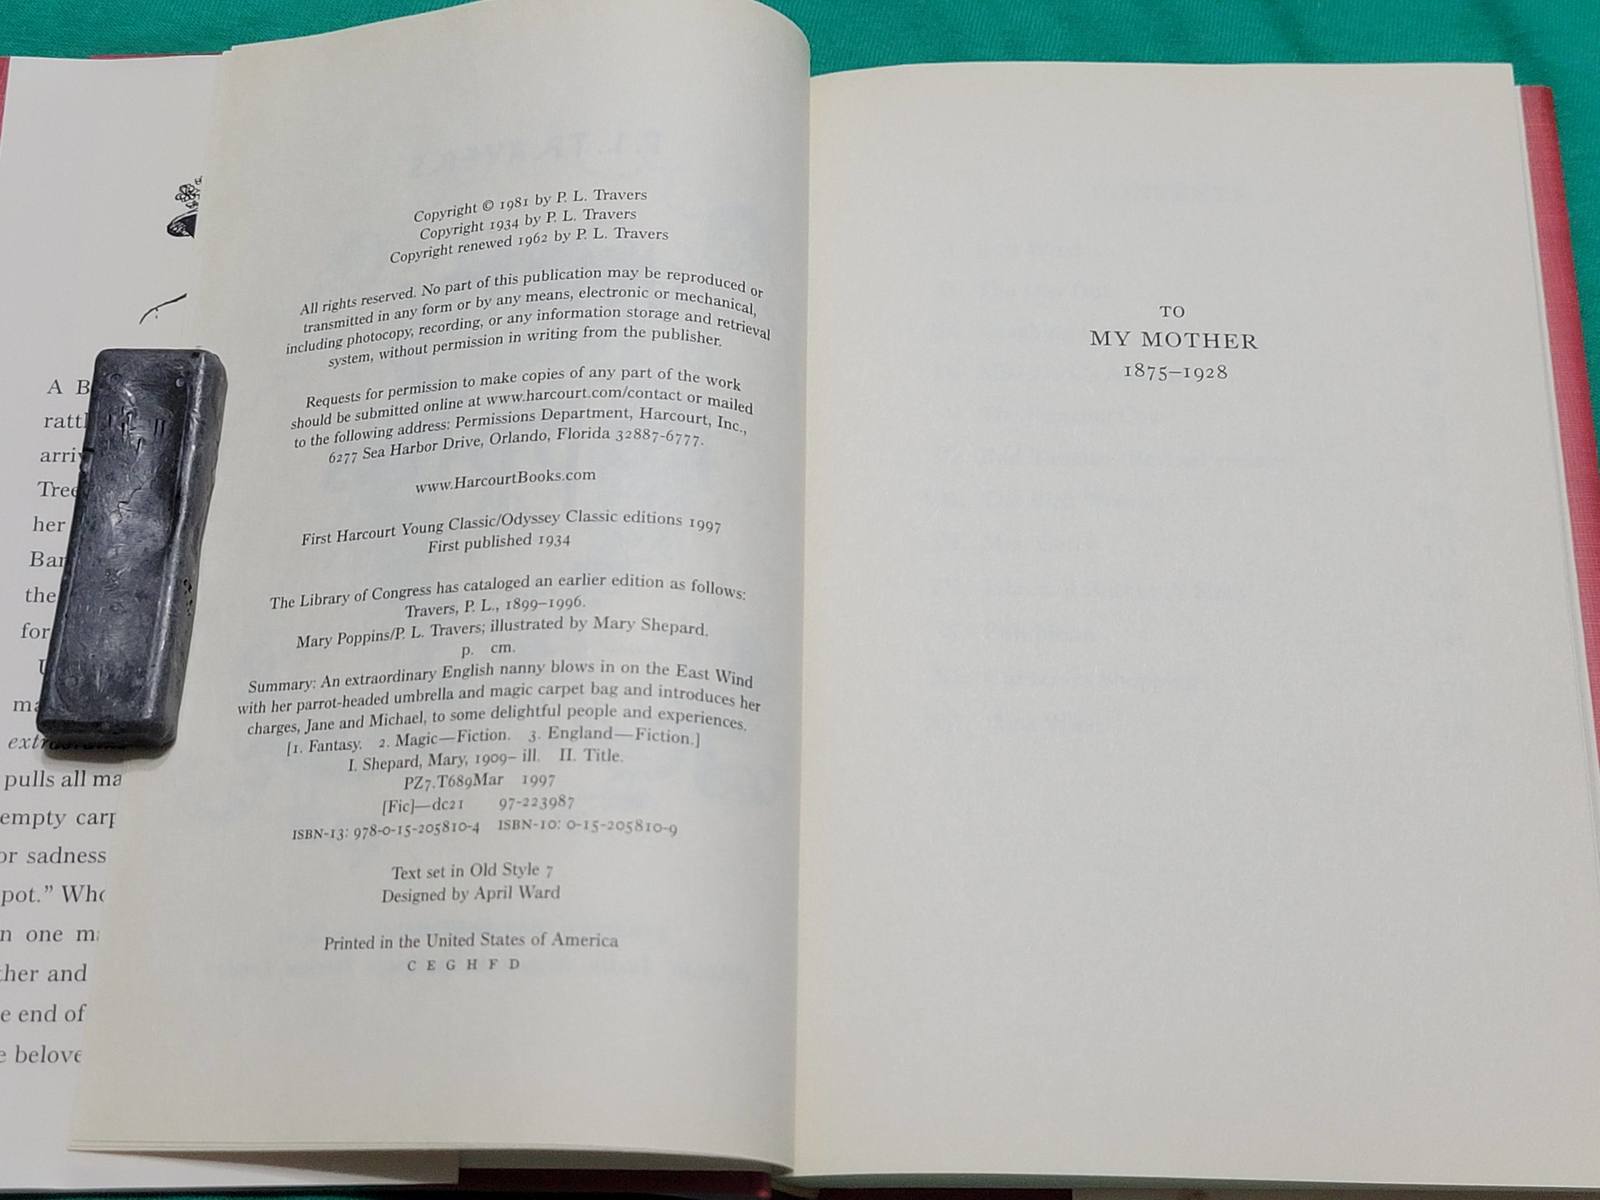 A B
rattl
arriv
Tree
her
Bar
the
for
U
ma
extraordina
pulls all ma
empty carp
or sadness
pot.” Who
n one ma
ther and
e end of
e belove
Copyright © 1981 by P. L. Travers
Copyright 1934 by P. L. Travers
Copyright renewed 1962 by P. L. Travers
All rights reserved. No part of this publication may be reproduced or
transmitted in any form or by any means, electronic or mechanical,
including photocopy, recording, or any information storage and retrieval
system, without permission in writing from the publisher.
Requests for permission to make copies of any part of the work
should be submitted online at www.harcourt.com/contact or mailed
to the following address: Permissions Department, Harcourt, Inc.,
6277 Sea Harbor Drive, Orlando, Florida 32887-6777.
www.HarcourtBooks.com
First Harcourt Young Classic/Odyssey Classic editions 1997
First published 1934
The Library of Congress has cataloged an earlier edition as follows:
Travers, P. L., 1899–1996.
Mary Poppins/P. L. Travers; illustrated by Mary Shepard.
p. cm.
Summary: An extraordinary English nanny blows in on the East Wind
with her parrot-headed umbrella and magic carpet bag and introduces her
charges, Jane and Michael, to some delightful people and experiences.
[1. Fantasy. 2. Magic—Fiction. 3. England—Fiction.]
I. Shepard, Mary, 1909– ill. II. Title.
PZ7.T689Mar 1997
[Fic]—dc21 97-223987
ISBN-13: 978-0-15-205810-4 ISBN-10: 0-15-205810-9
Text set in Old Style 7
Designed by April Ward
Printed in the United States of America
C E G H F D
TO
MY MOTHER
1875–1928